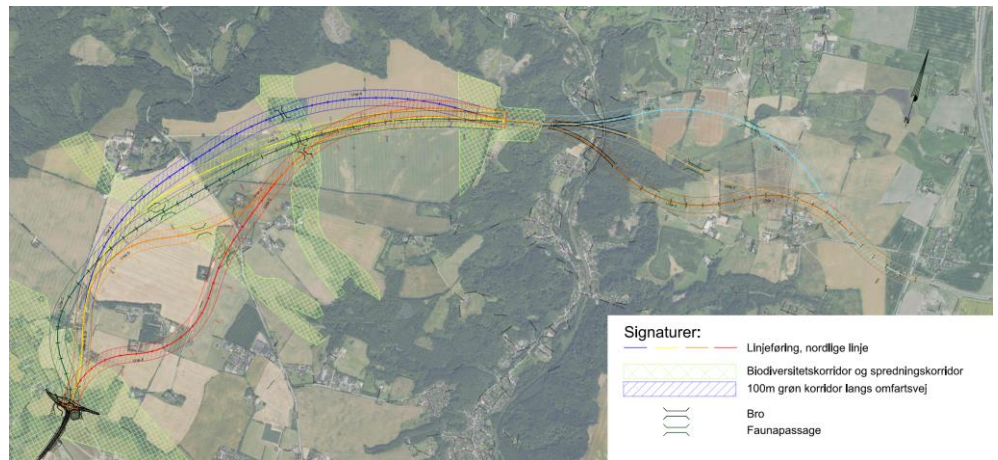 Signaturer:
Linjeføring, nordlige linje
Biodiversitetskorridor og spredningskorridor
100m grøn korridor langs omfartsvej
Bro
Faunapassage